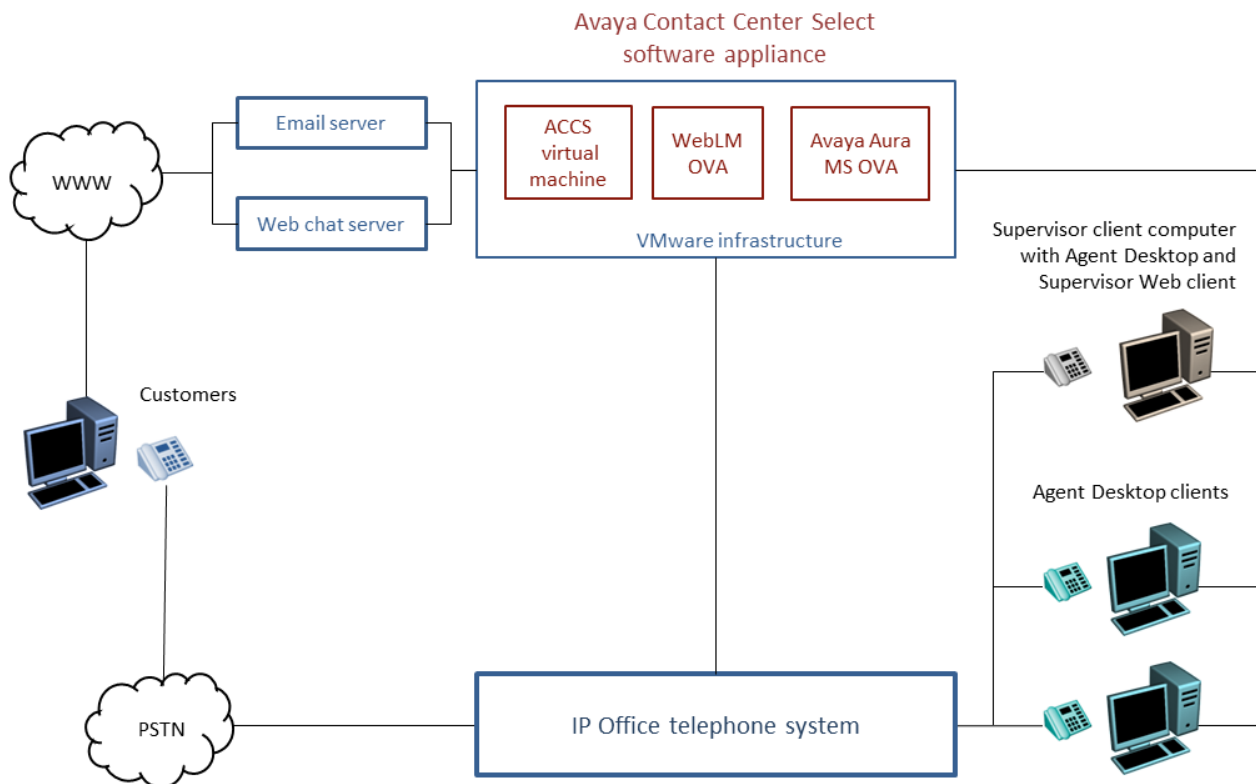 Avaya Contact Center Select
software appliance
Email server
ACCS
virtual
machine
WebLM
OVA
Avaya Aura
MS OVA
WWW
Web chat server
VMware infrastructure
Supervisor client computer
with Agent Desktop and
Supervisor Web client
Customers
Agent Desktop clients
PSTN
IP Office telephone system